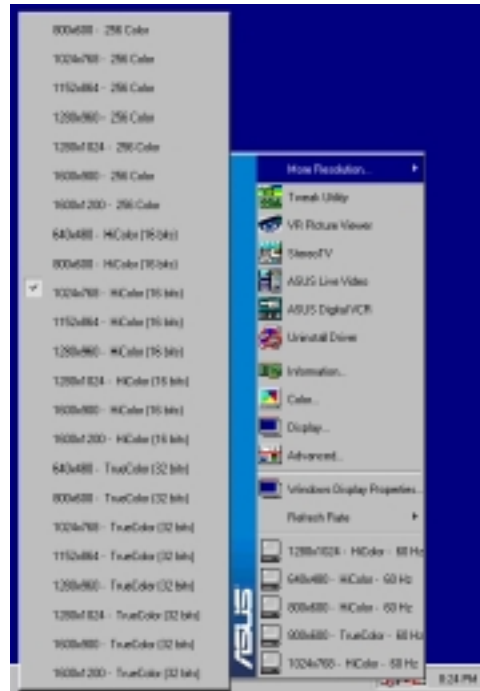 800x600 - 256 Color
1024x768 - 256 Color
1152x864 - 256 Color
1280x960 - 256 Color
1280x1024 - 256 Color
1600x900 - 256 Color
1600x1200 - 256 Color
640x480 - HiColor (16 bits)
800x600 - HiColor (16 bits)
1024x768 - HiColor (16 bits)
1152x864 - HiColor (16 bits)
1280x960 - HiColor (16 bits)
1280x1024 - HiColor (16 bits)
1600x900 - HiColor (16 bits)
1600x1200 - HiColor (16 bits)
640x480 - TrueColor (32 bits)
800x600 - TrueColor (32 bits)
1024x768 - TrueColor (32 bits)
1152x864 - TrueColor (32 bits)
1280x960 - TrueColor (32 bits)
1280x1024 - TrueColor (32 bits)
1600x900 - TrueColor (32 bits)
1600x1200 - TrueColor (32 bits)
ASUS
More Resolution...
Tweak Utility
VR Picture Viewer
StereoTV
ASUS Live Video
ASUS DigitalVCR
Uninstall Driver
Information...
Color...
Display...
Advanced...
Windows Display Properties...
Refresh Rate
1280x1024 - HiColor - 60 Hz
640x480 - HiColor - 60 Hz
800x600 - HiColor - 60 Hz
800x600 - TrueColor - 60 Hz
1024x768 - HiColor - 60 Hz
8:24 PM